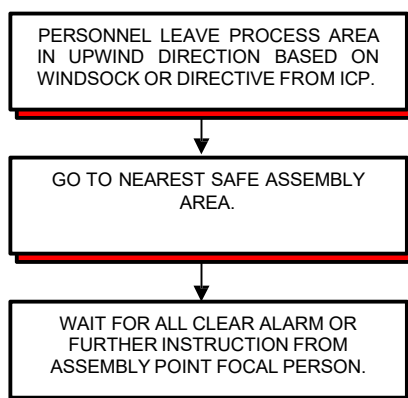 PERSONNEL LEAVE PROCESS AREA
IN UPWIND DIRECTION BASED ON
WINDSOCK OR DIRECTIVE FROM ICP.
GO TO NEAREST SAFE ASSEMBLY
AREA.
WAIT FOR ALL CLEAR ALARM OR
FURTHER INSTRUCTION FROM
ASSEMBLY POINT FOCAL PERSON.